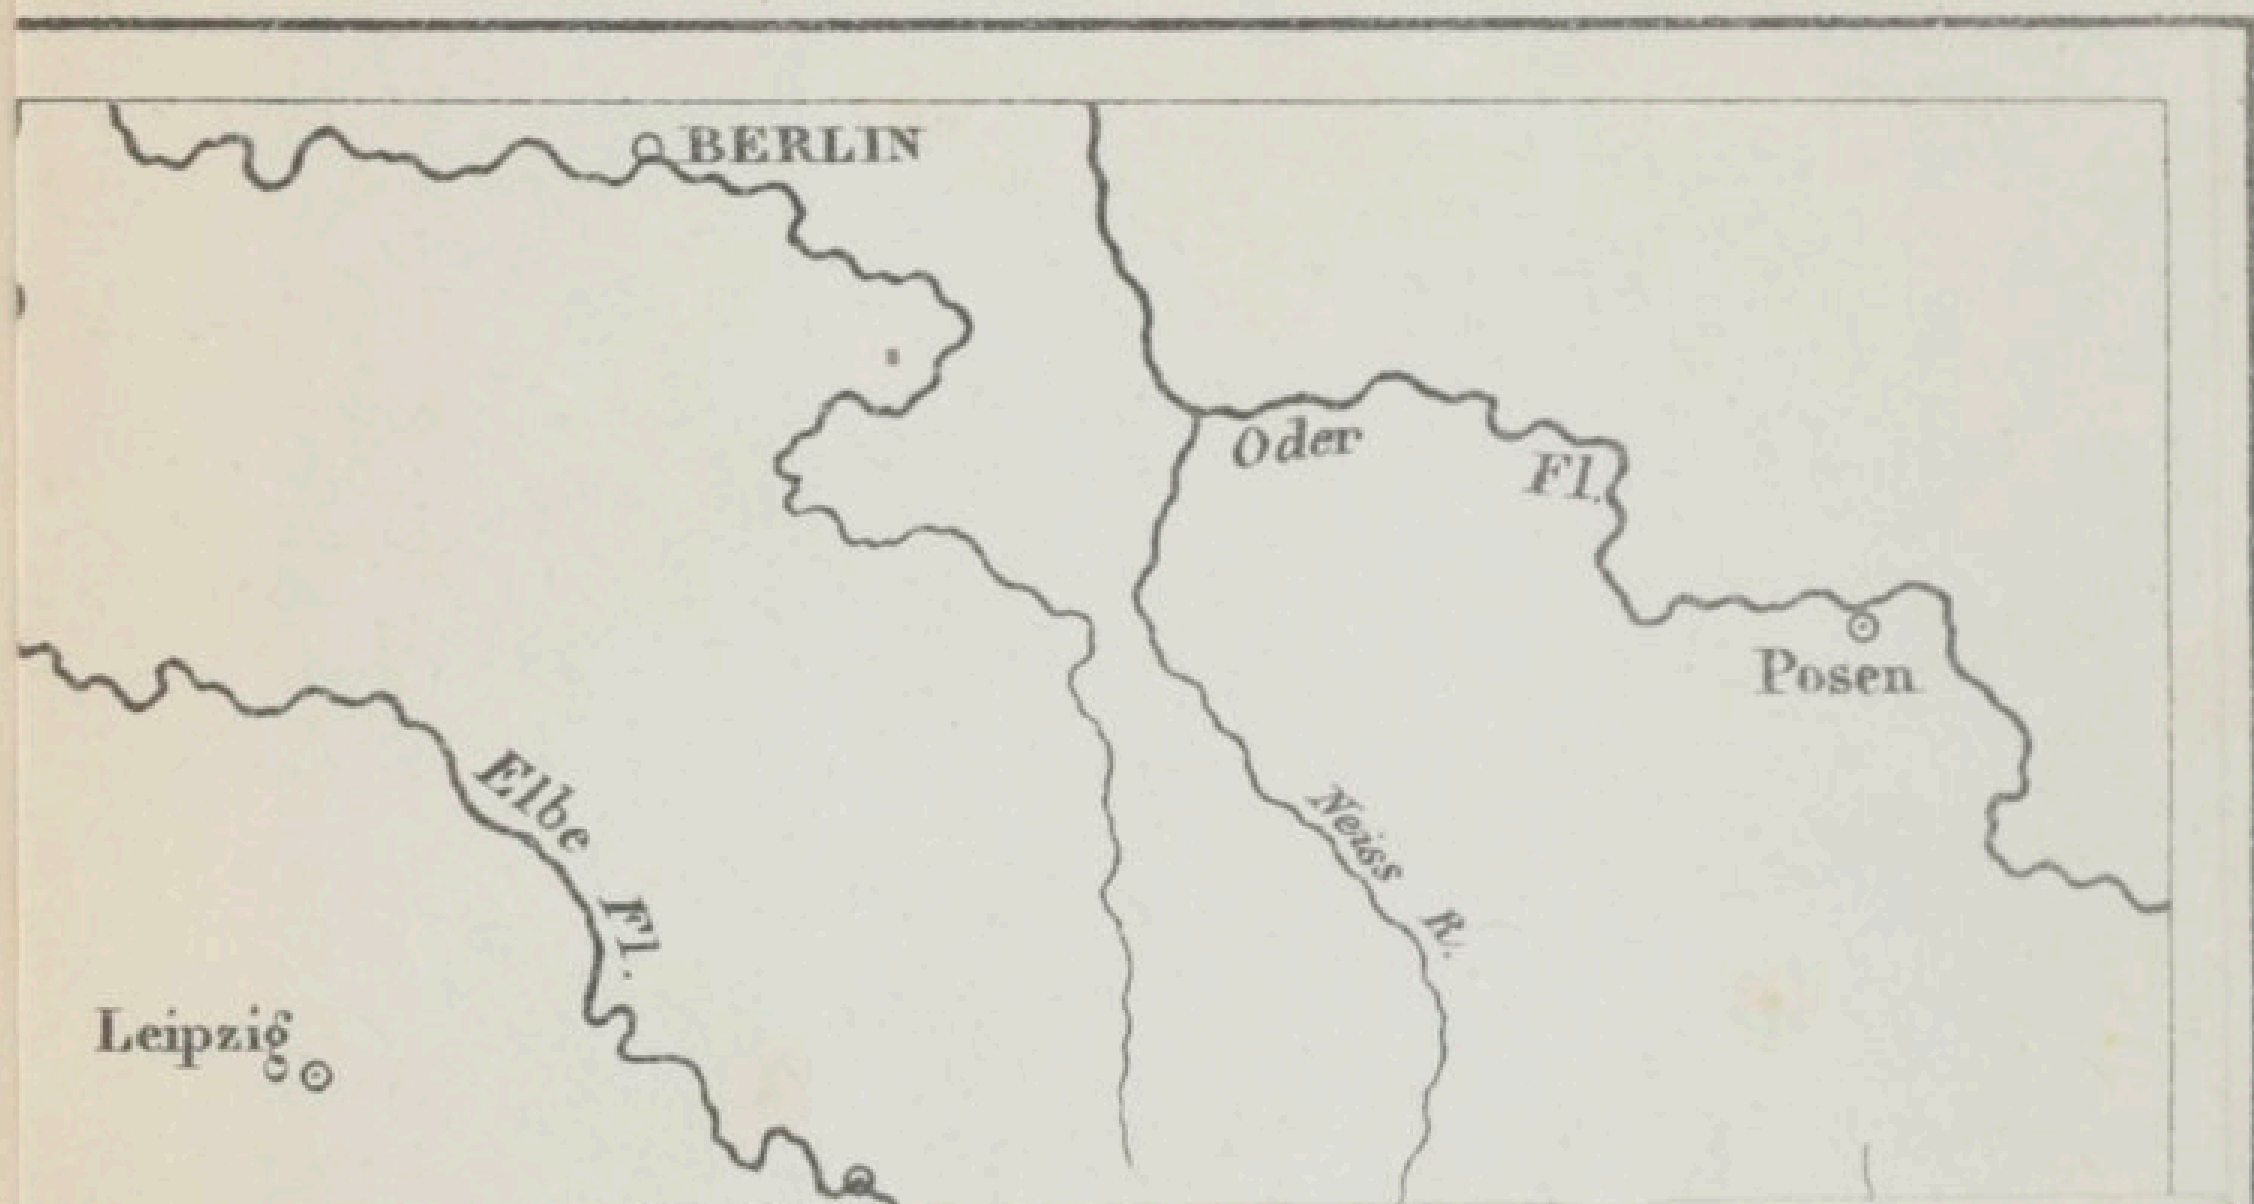 BERLIN
Oder Fl.
Posen
Elbe Fl.
Neiss R.
Leipzig